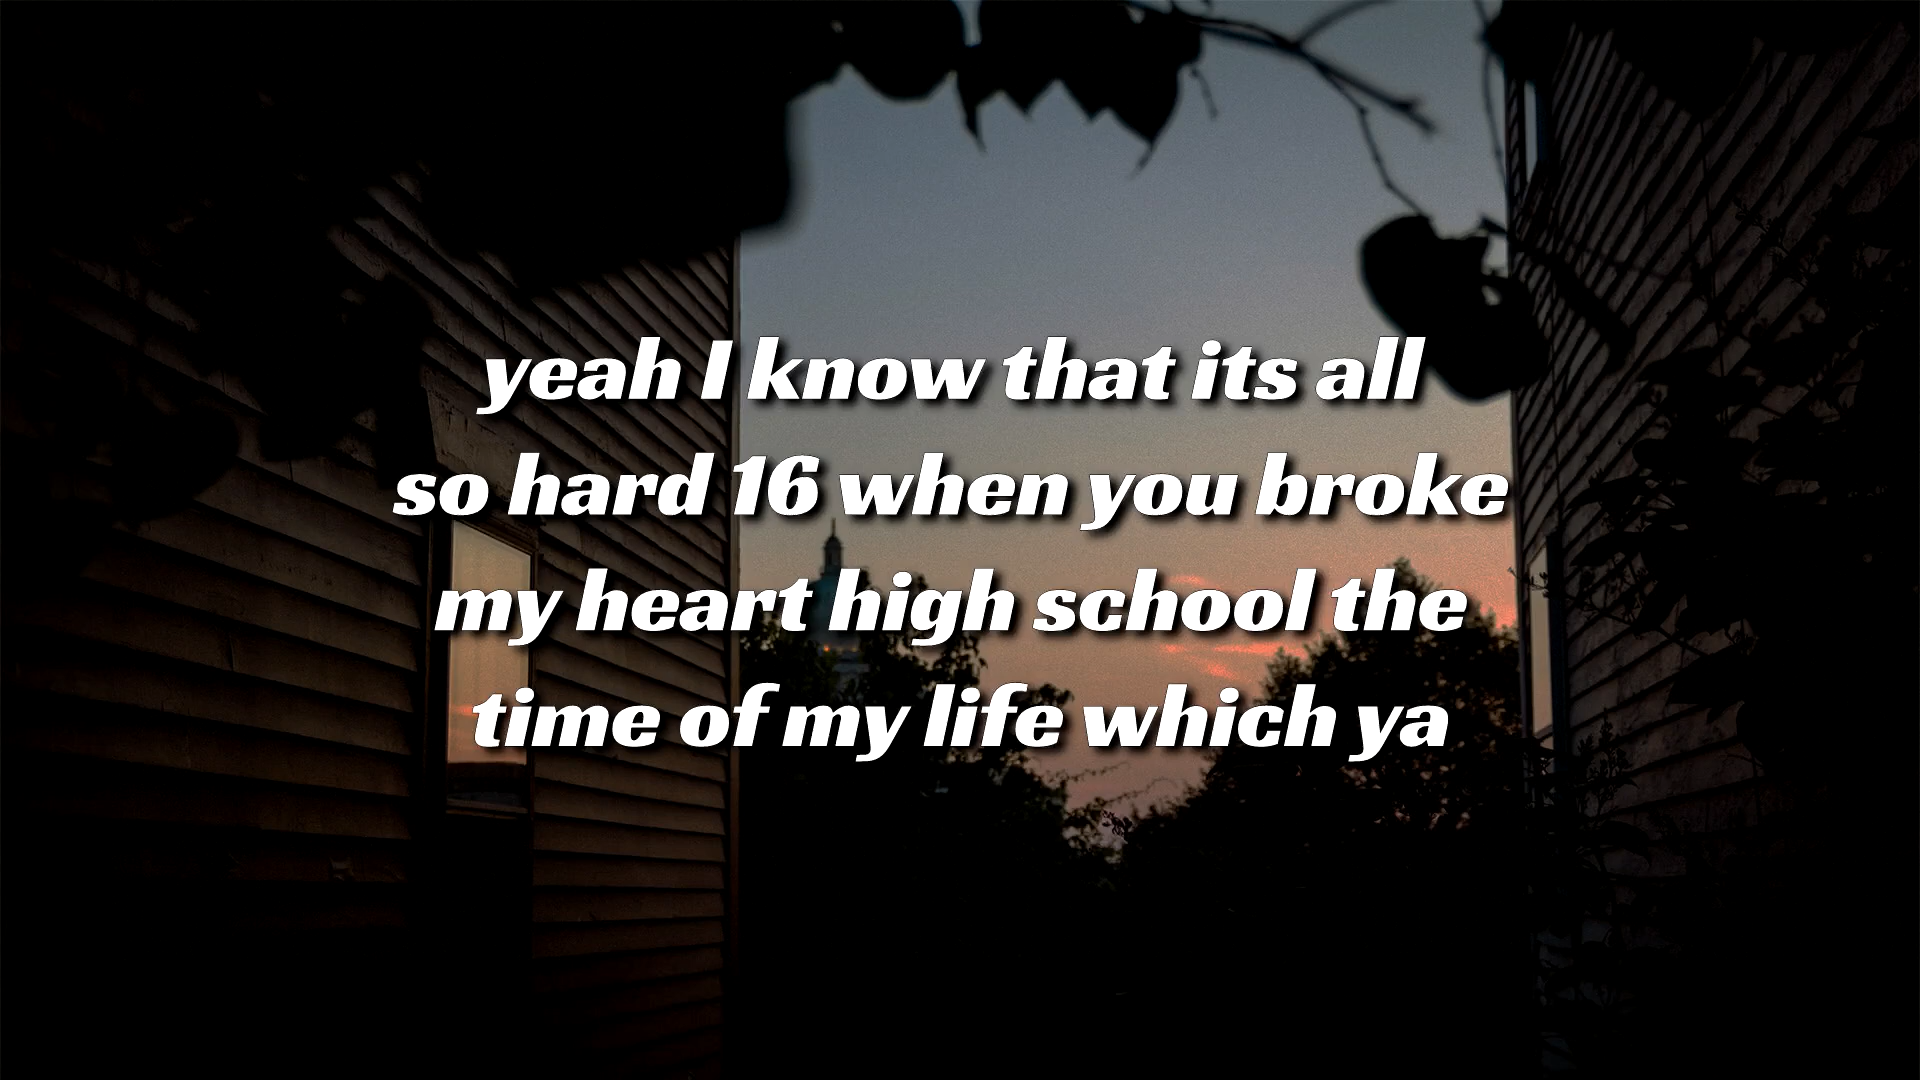 yeah I know that its all
so hard 16 when you broke
my heart high school the
time of my life which ya